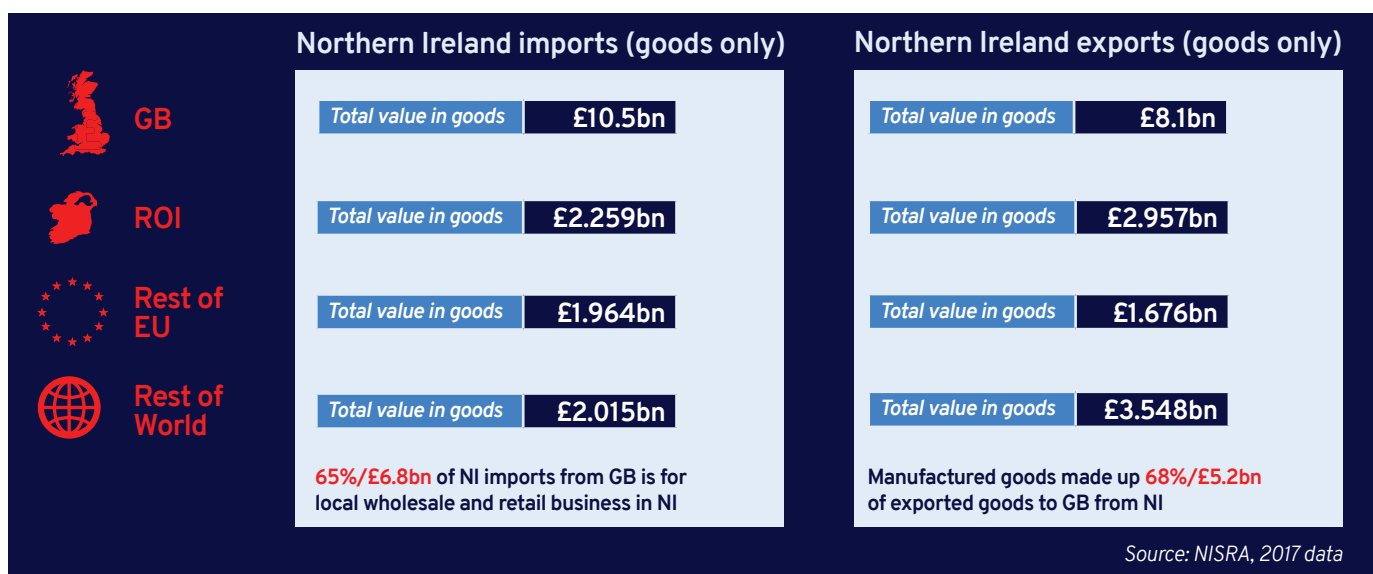 Northern Ireland imports (goods only)
Northern Ireland exports (goods only)
GB
Total value in goods £10.5bn
Total value in goods £8.1bn
ROI
Total value in goods £2.259bn
Total value in goods £2.957bn
Rest of
EU
Total value in goods £1.964bn
Total value in goods £1.676bn
Rest of
World
Total value in goods £2.015bn
Total value in goods £3.548bn
65%/£6.8bn of NI imports from GB is for
local wholesale and retail business in NI
Manufactured goods made up 68%/£5.2bn
of exported goods to GB from NI
Source: NISRA, 2017 data